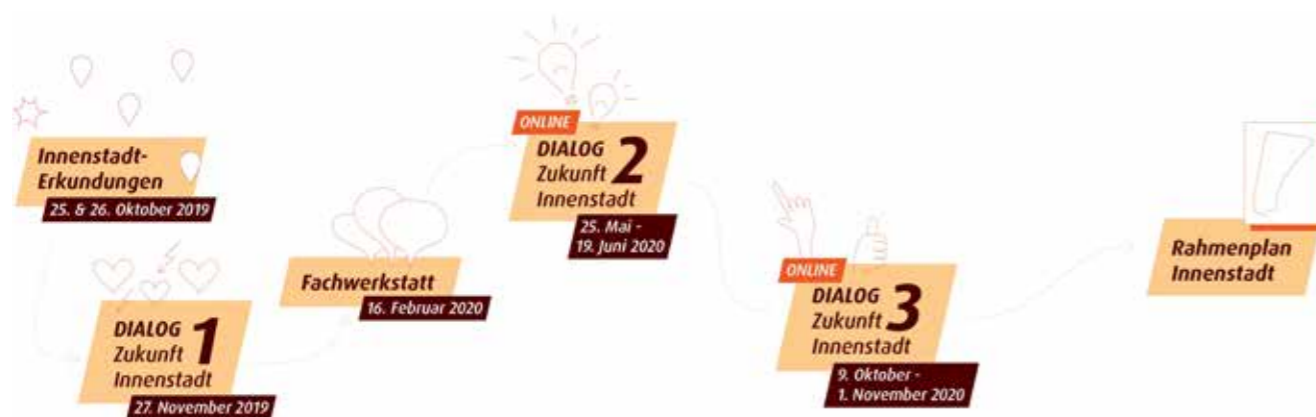 Innenstadt-
Erkundungen
25. & 26. Oktober 2019
DIALOG 1
Zukunft
Innenstadt
27. November 2019
Fachwerkstatt
16. Februar 2020
ONLINE
DIALOG 2
Zukunft
Innenstadt
25. Mai -
19. Juni 2020
ONLINE
DIALOG 3
Zukunft
Innenstadt
9. Oktober -
1. November 2020
Rahmenplan
Innenstadt